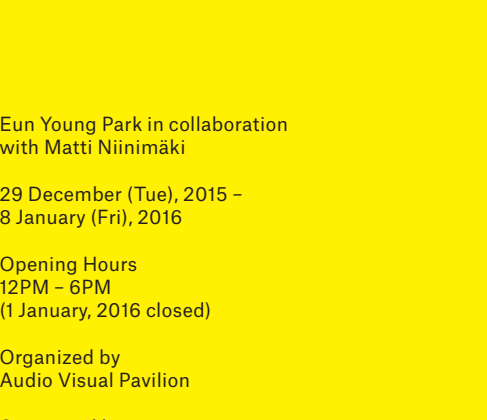 Eun Young Park in collaboration
with Matti Niinimäki
29 December (Tue), 2015 –
8 January (Fri), 2016
Opening Hours
12PM – 6PM
(1 January, 2016 closed)
Organized by
Audio Visual Pavilion